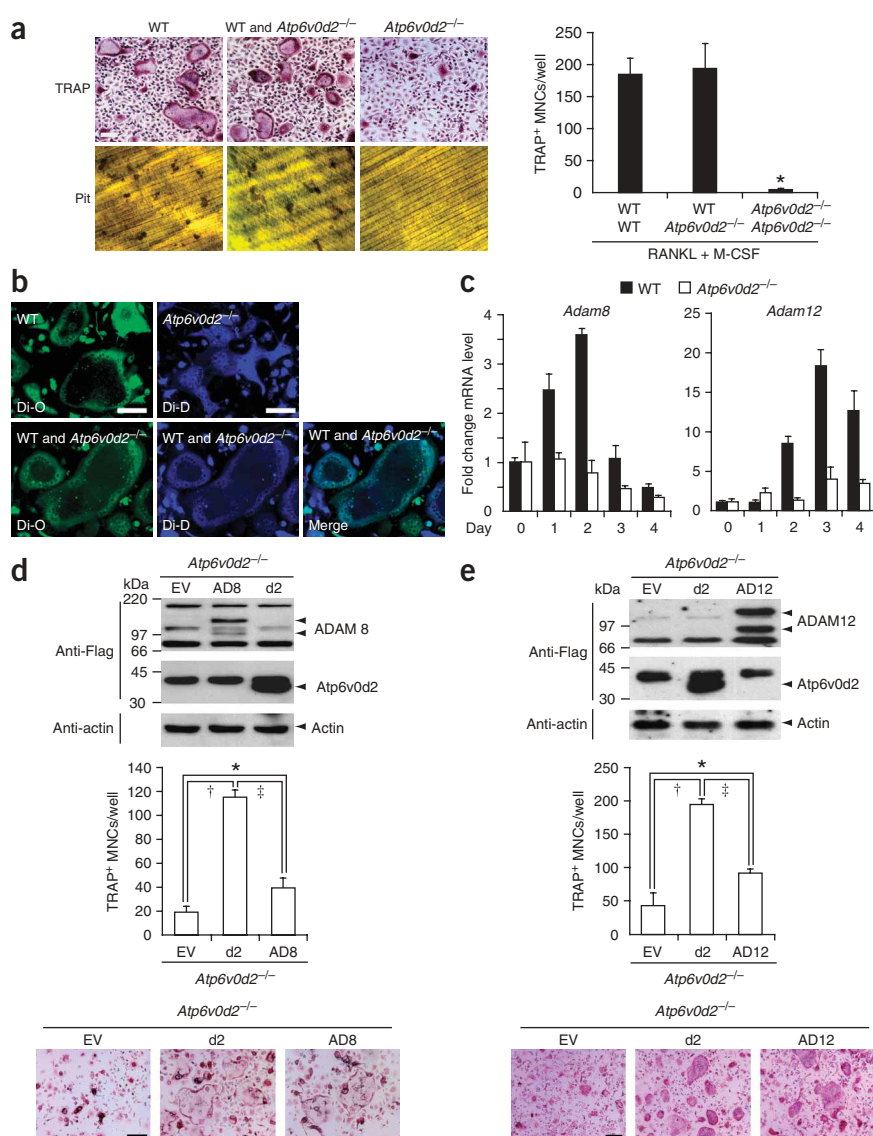 a
WT
WT and Atp6v0d2–/–
Atp6v0d2–/–
TRAP
Pit
TRAP+ MNCs/well
250
200
150
100
50
0
*
WT WT Atp6v0d2–/–
WT Atp6v0d2–/– Atp6v0d2–/–
RANKL + M-CSF
b
WT
Di-O
Atp6v0d2–/–
Di-D
WT and Atp6v0d2–/–
Di-O
WT and Atp6v0d2–/–
Di-D
WT and Atp6v0d2–/–
Merge
c
WT Atp6v0d2–/–
Adam8
Fold change mRNA level
4
3
2
1
0
Day 0 1 2 3 4
Adam12
25
20
15
10
5
0
0 1 2 3 4
d
Atp6v0d2–/–
kDa EV AD8 d2
220
97
66
ADAM 8
Anti-Flag
45
30
Atp6v0d2
Anti-actin
Actin
TRAP+ MNCs/well
140
120
100
80
60
40
20
0
*
† ‡
EV d2 AD8
Atp6v0d2–/–
Atp6v0d2–/–
EV d2 AD8
e
Atp6v0d2–/–
kDa EV d2 AD12
97
66
ADAM12
Anti-Flag
45
30
Atp6v0d2
Anti-actin
Actin
TRAP+ MNCs/well
250
200
150
100
50
0
*
† ‡
EV d2 AD12
Atp6v0d2–/–
Atp6v0d2–/–
EV d2 AD12